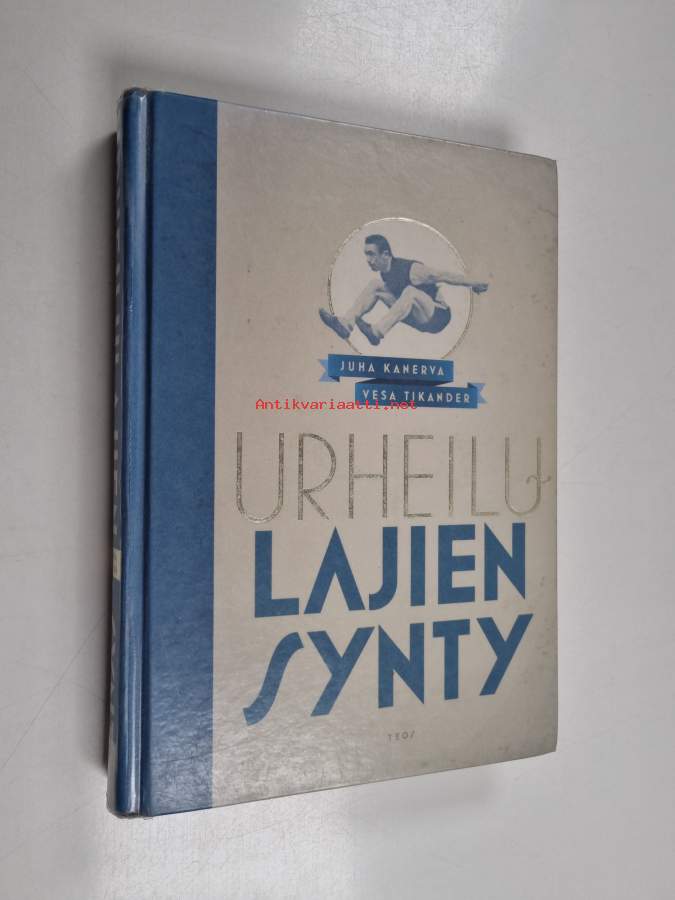 JUHA KANERVA
VESA TIKANDER
Antikvariaatti.net
URHEILU
LAJIEN
SYNTY
TEOS